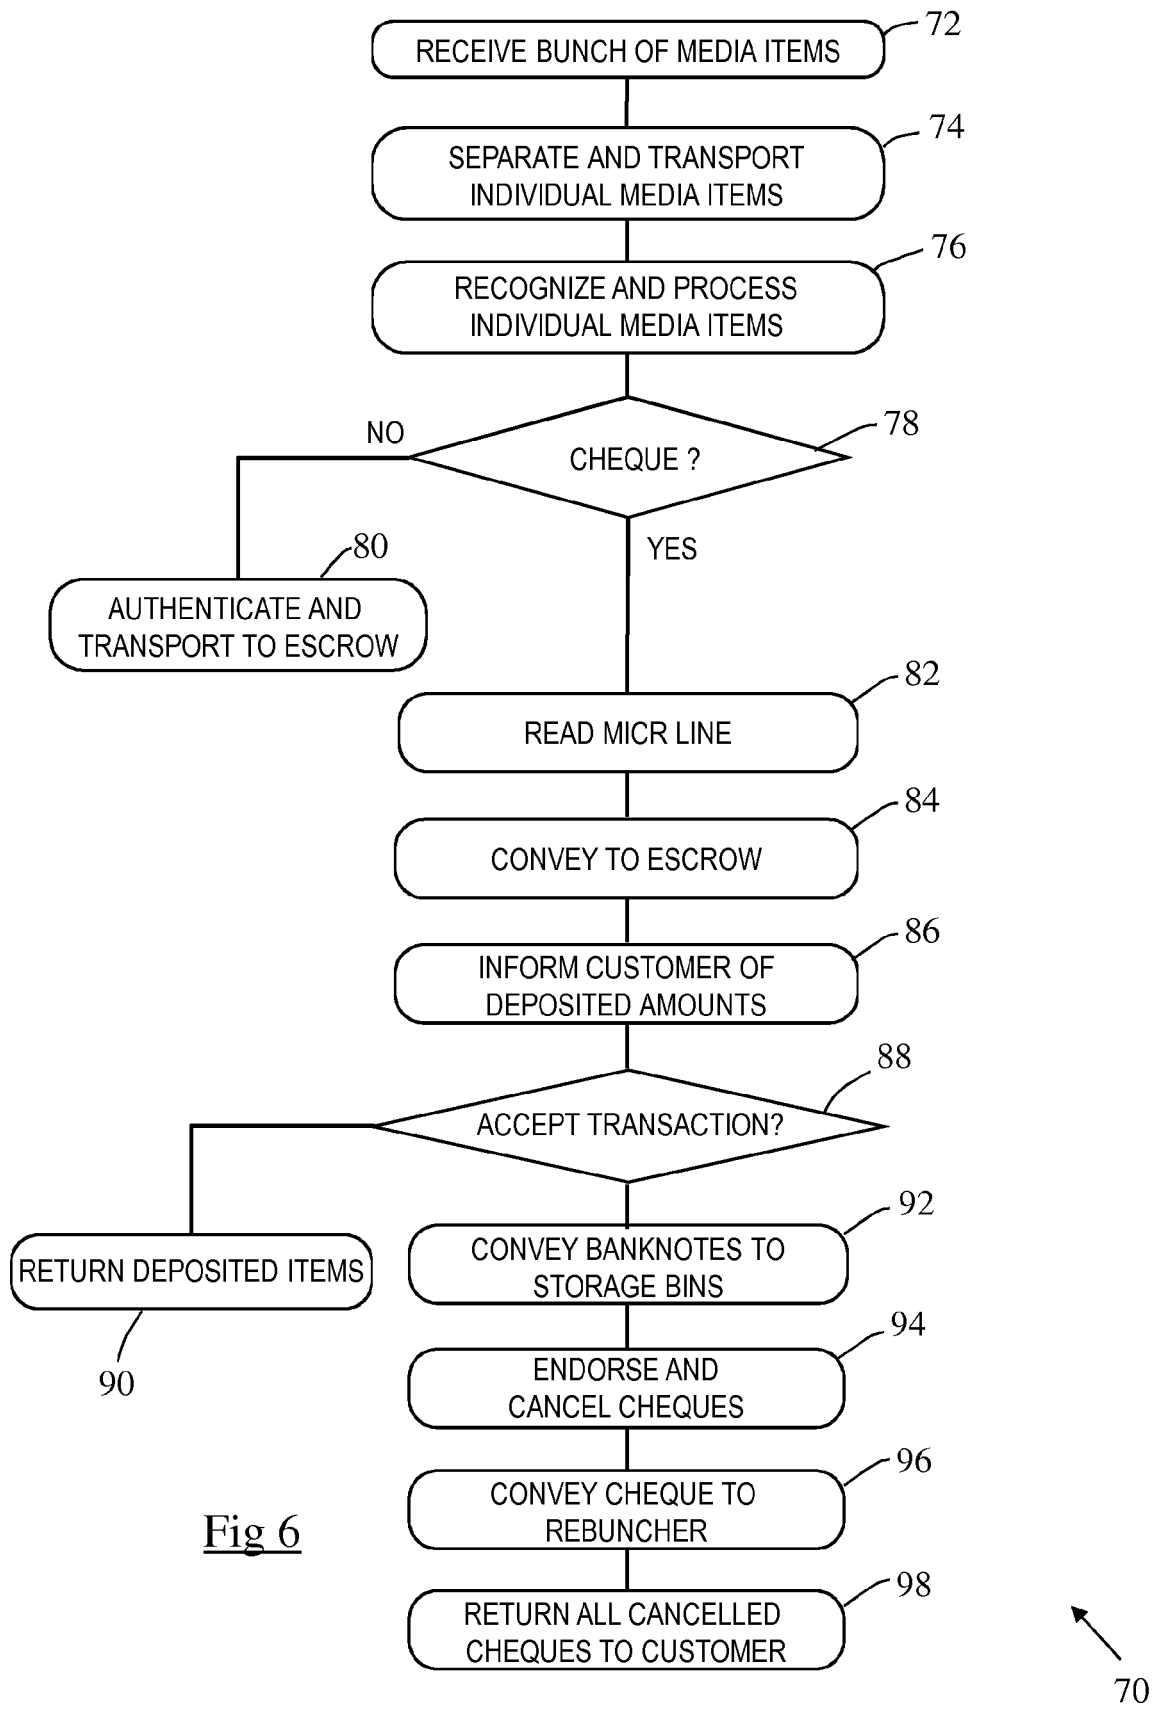 72
RECEIVE BUNCH OF MEDIA ITEMS
74
SEPARATE AND TRANSPORT
INDIVIDUAL MEDIA ITEMS
76
RECOGNIZE AND PROCESS
INDIVIDUAL MEDIA ITEMS
78
NO
CHEQUE ?
YES
80
AUTHENTICATE AND
TRANSPORT TO ESCROW
82
READ MICR LINE
84
CONVEY TO ESCROW
86
INFORM CUSTOMER OF
DEPOSITED AMOUNTS
88
ACCEPT TRANSACTION?
RETURN DEPOSITED ITEMS
90
92
CONVEY BANKNOTES TO
STORAGE BINS
94
ENDORSE AND
CANCEL CHEQUES
96
CONVEY CHEQUE TO
REBUNCHER
Fig 6
98
RETURN ALL CANCELLED
CHEQUES TO CUSTOMER
70